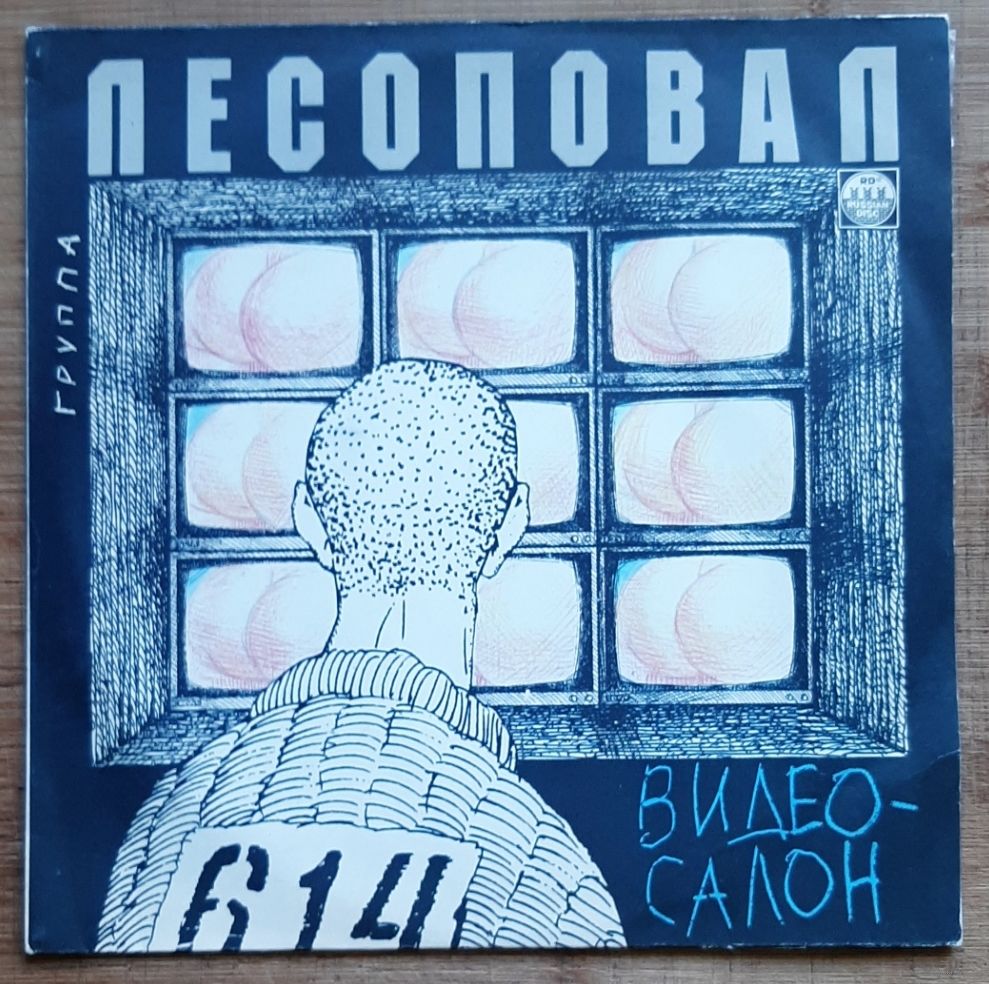 ЛЕСОПОВАЛ
RD
RUSSIAN
DISC
ГРУППА
ВИДЕО-
САЛОН
614